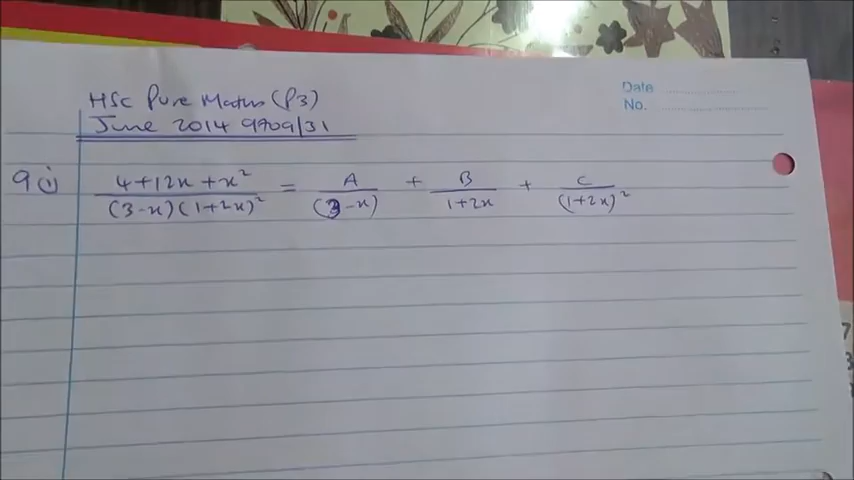 Date
No.
HSC Pure Maths (P3)
June 2014 9709/31
9 (i) (4+12x+x²)/((3-x)(1+2x)²) = A/(3-x) + B/(1+2x) + C/(1+2x)²